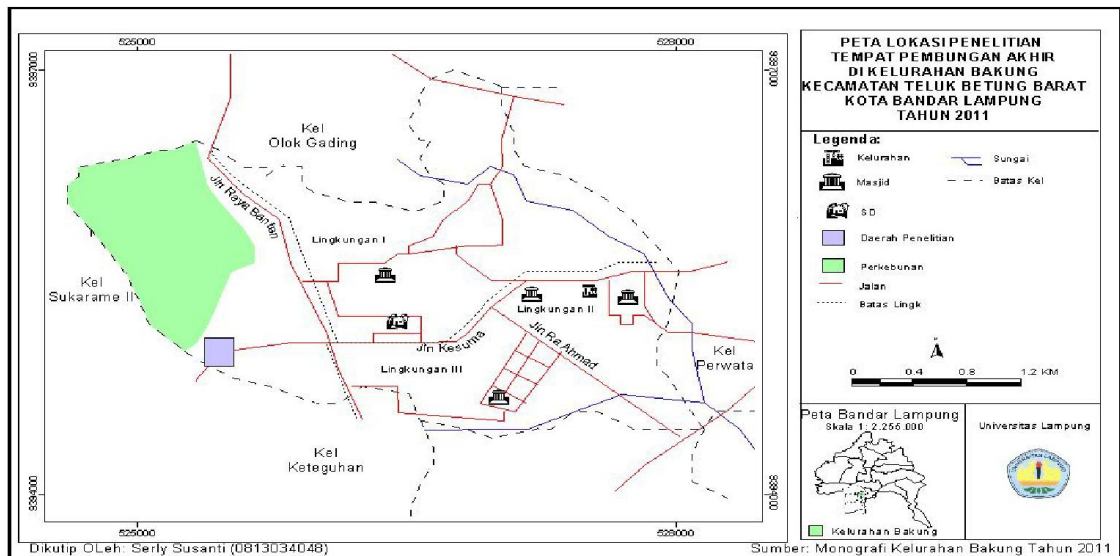 525000
528000
9397000
9397000
Kel
Olok Gading
Jln Raya Bantan
Lingkungan I
Kel
Sukarame II
Lingkungan II
Jln Kesuma
Jln Ra Ahmad
Lingkungan III
Kel
Perwata
Kel
Keteguhan
9394000
9394000
525000
528000
PETA LOKASI PENELITIAN
TEMPAT PEMBUNGAN AKHIR
DI KELURAHAN BAKUNG
KECAMATAN TELUK BETUNG BARAT
KOTA BANDAR LAMPUNG
TAHUN 2011
Legenda:
Kelurahan
Sungai
Masjid
Batas Kel
SD
Daerah Penelitian
Perkebunan
Jalan
Batas Lingk
0 0.4 0.8 1.2 KM
Peta Bandar Lampung
Skala 1: 2.255.000
Kelurahan Bakung
Universitas Lampung
Dikutip OLeh: Serly Susanti (0813034048)
Sumber: Monografi Kelurahan Bakung Tahun 2011